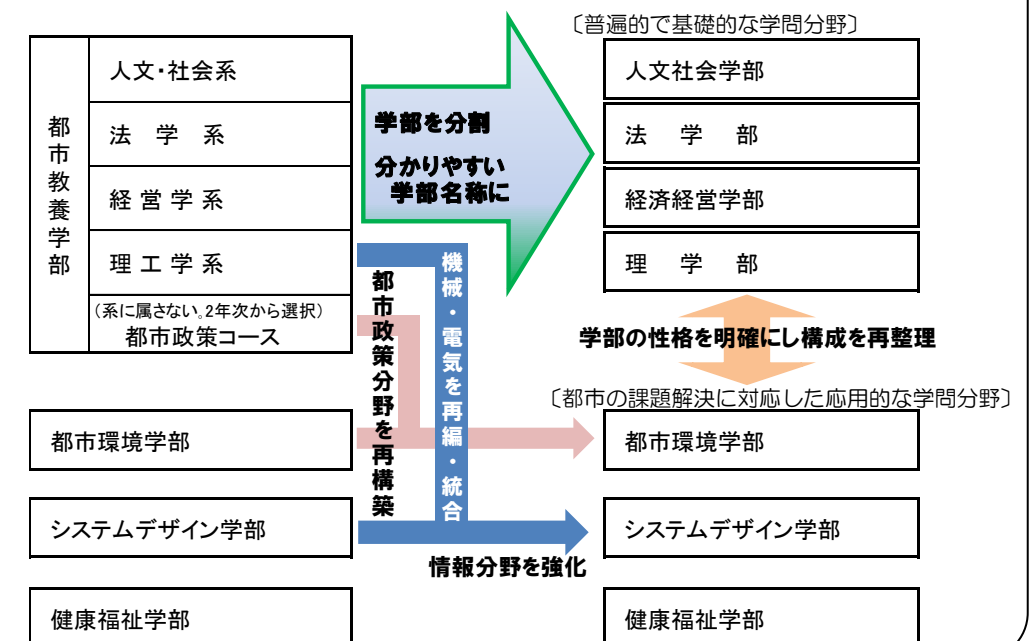 〔普遍的で基礎的な学問分野〕
都市教養学部
人文・社会系
法学系
経営学系
理工学系
（系に属さない。2年次から選択）
都市政策コース
都市環境学部
システムデザイン学部
健康福祉学部
学部を分割
分かりやすい
学部名称に
都市政策分野を再構築
機械・電気を再編・統合
情報分野を強化
人文社会学部
法学部
経済経営学部
理学部
学部の性格を明確にし構成を再整理
〔都市の課題解決に対応した応用的な学問分野〕
都市環境学部
システムデザイン学部
健康福祉学部